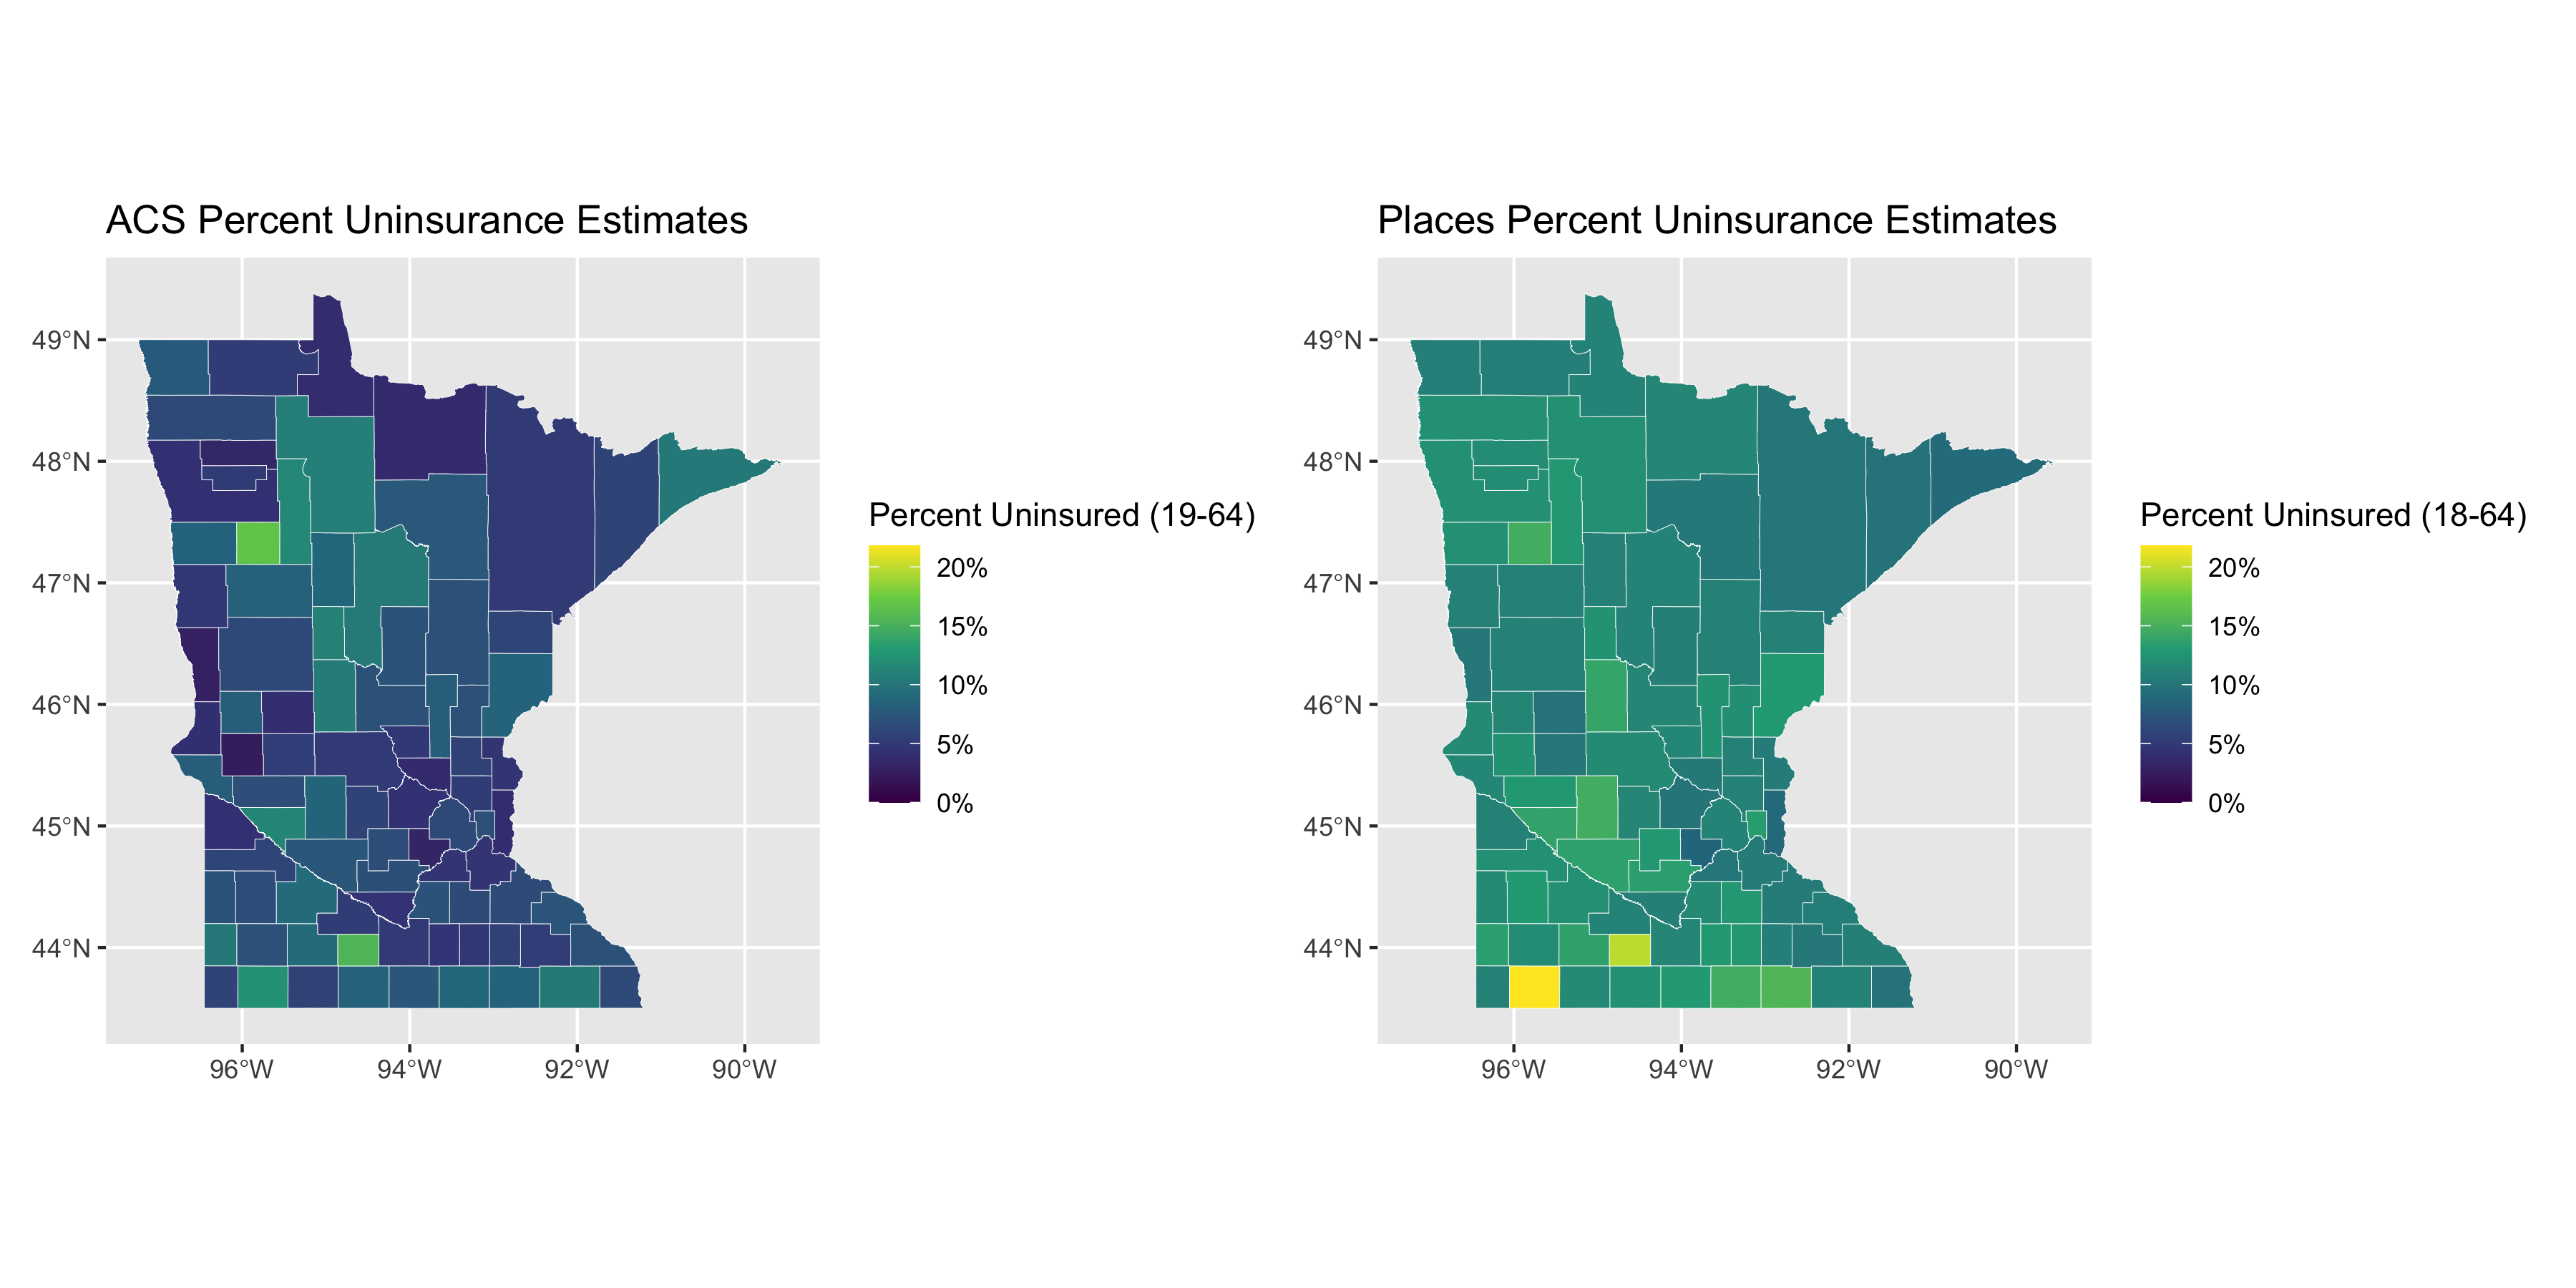 ACS Percent Uninsurance Estimates
49°N
48°N
47°N
46°N
45°N
44°N
96°W 94°W 92°W 90°W
Percent Uninsured (19-64)
20%
15%
10%
5%
0%
Places Percent Uninsurance Estimates
49°N
48°N
47°N
46°N
45°N
44°N
96°W 94°W 92°W 90°W
Percent Uninsured (18-64)
20%
15%
10%
5%
0%